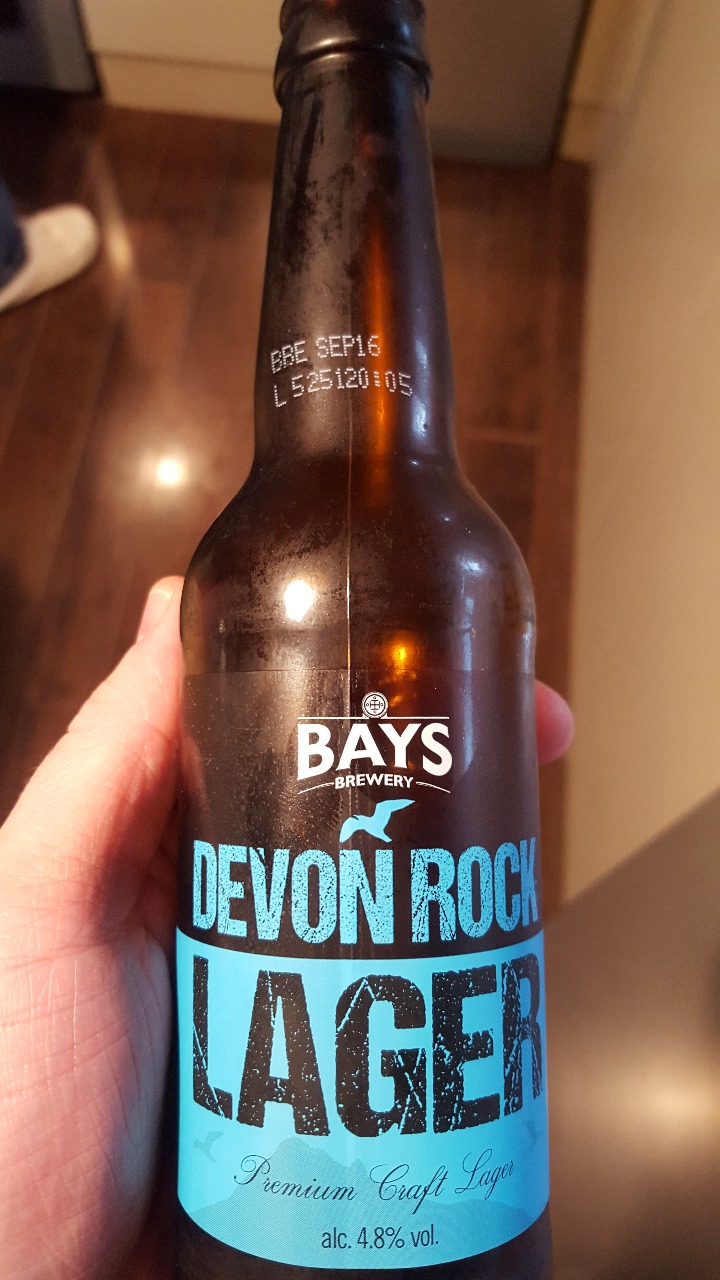 BBE SEP16
L 525120:05
BAYS
BREWERY
DEVON ROCK
LAGER
Premium Craft Lager
alc. 4.8% vol.